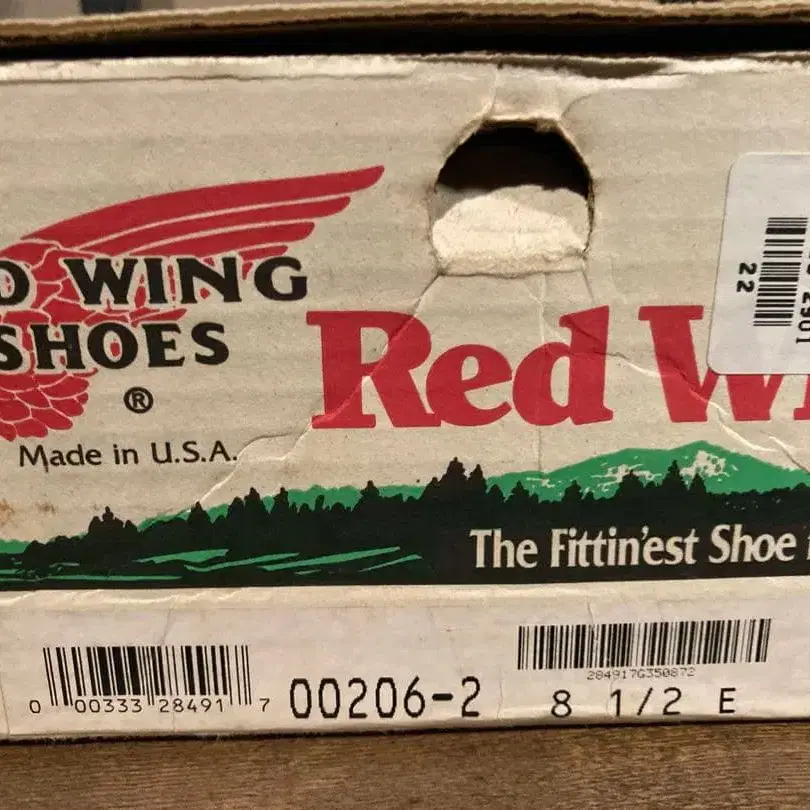 D WING
SHOES
®
Made in U.S.A.
Red Wi
22
The Fittin'est Shoe
0 00333 28491 7
00206-2
284917G350872
8 1/2 E